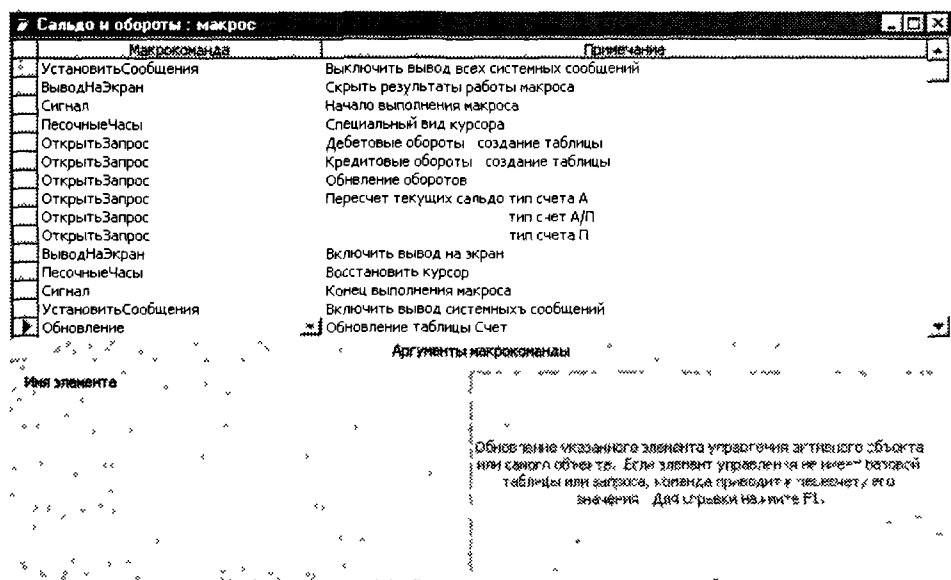 Сальдо и обороты : макрос
Макрокоманда Примечание
УстановитьСообщения Выключить вывод всех системных сообщений
ВыводНаЭкран Скрыть результаты работы макроса
Сигнал Начало выполнения макроса
ПесочныеЧасы Специальный вид курсора
ОткрытьЗапрос Дебетовые обороты создание таблицы
ОткрытьЗапрос Кредитовые обороты создание таблицы
ОткрытьЗапрос Обнвление оборотов
ОткрытьЗапрос Пересчет текущих сальдо тип счета А
ОткрытьЗапрос тип счет А/П
ОткрытьЗапрос тип счета П
ВыводНаЭкран Включить вывод на экран
ПесочныеЧасы Восстановить курсор
Сигнал Конец выполнения макроса
УстановитьСообщения Включить вывод системныхъ сообщений
Обновление Обновление таблицы Счет
Аргументы макрокоманды
Имя элемента
Обновление указанного элемента управления активного объекта
или самого объекта. Если элемент управления не имеет базовой
таблицы или запроса, команда приводит к пересчету его
значения Для справки нажмите F1.